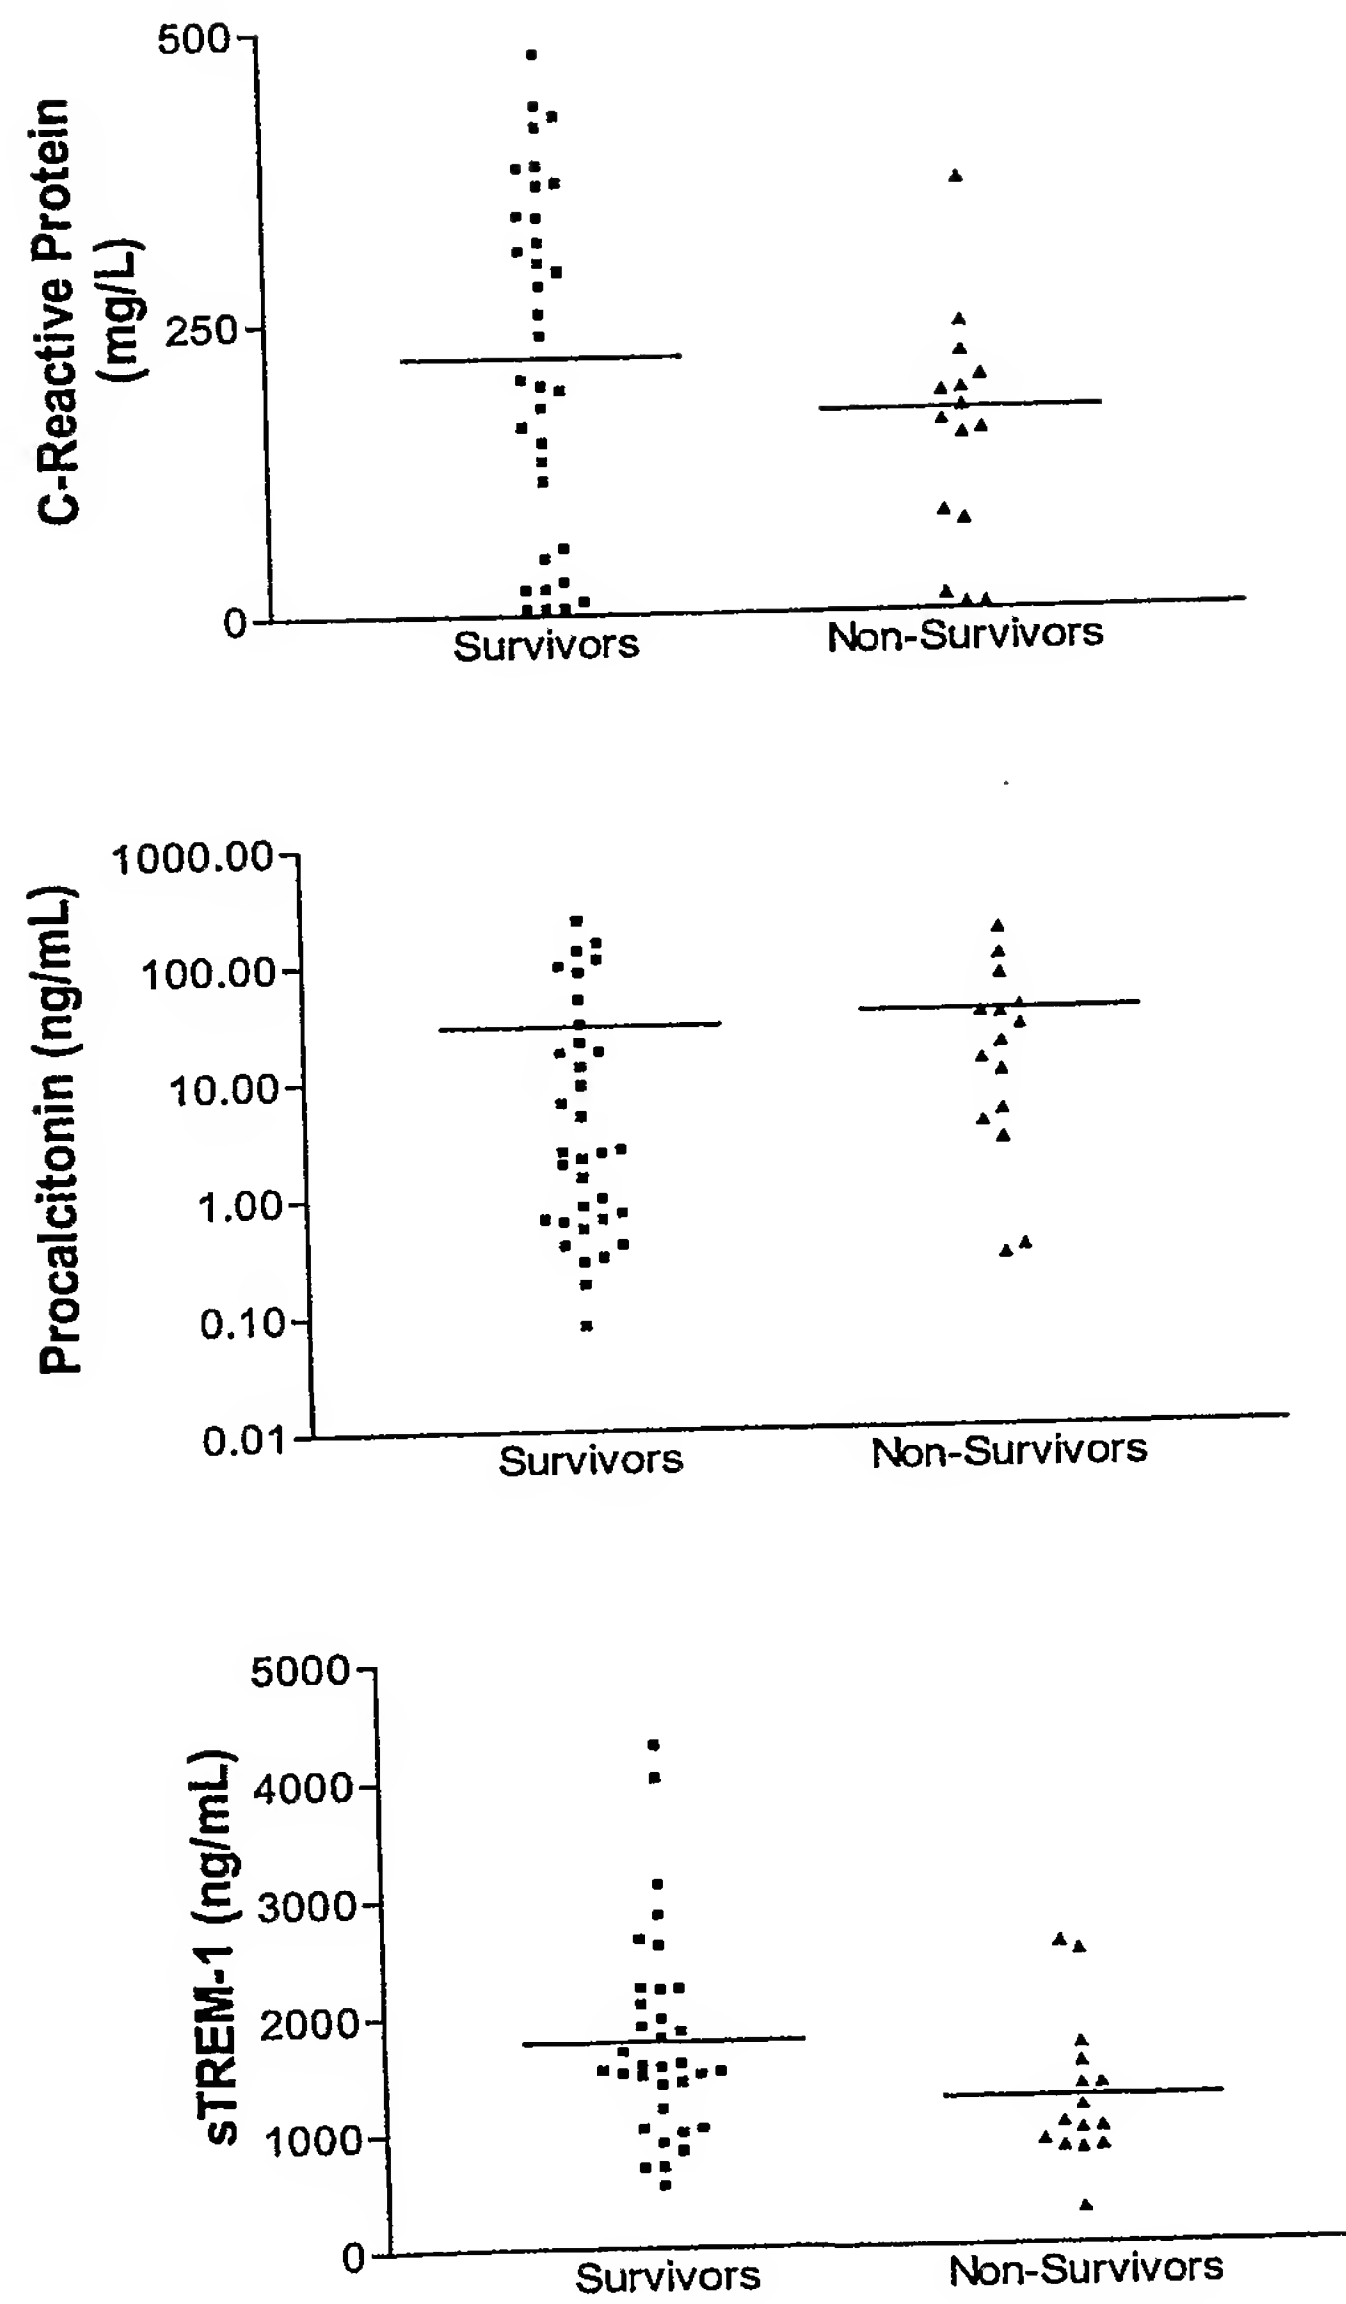 C-Reactive Protein
(mg/L)
500
250
0
Survivors
Non-Survivors
Procalcitonin (ng/mL)
1000.00
100.00
10.00
1.00
0.10
0.01
Survivors
Non-Survivors
sTREM-1 (ng/mL)
5000
4000
3000
2000
1000
0
Survivors
Non-Survivors